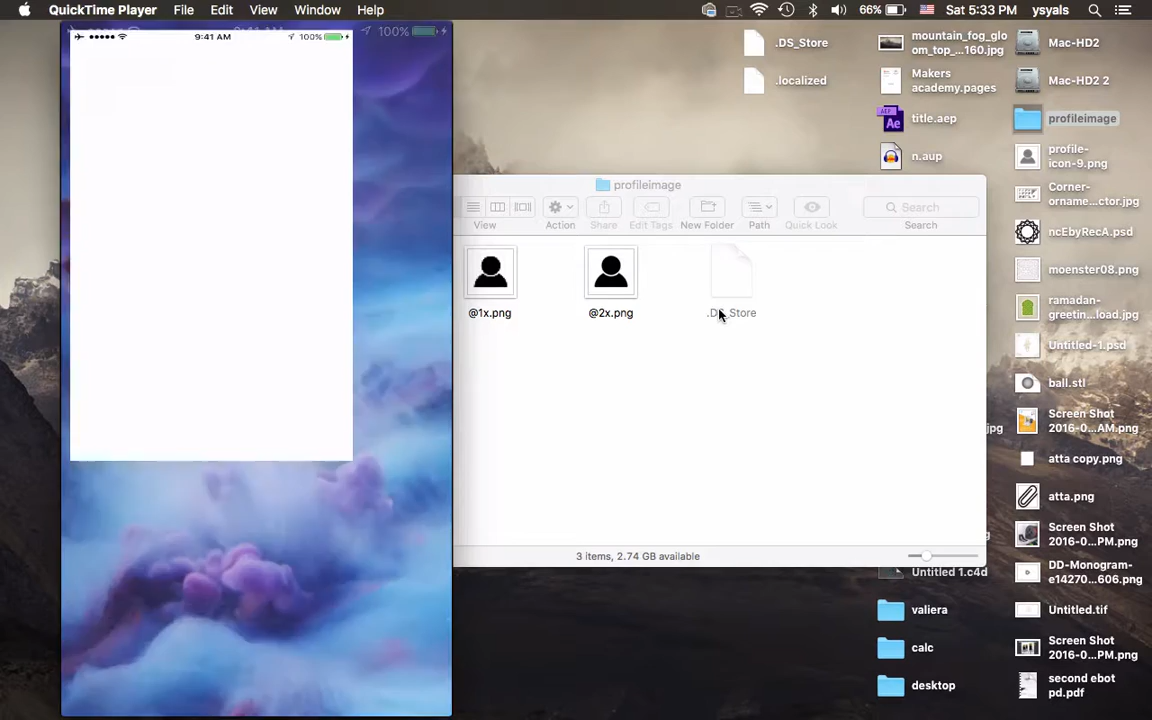 QuickTime Player File Edit View Window Help 66% Sat 5:33 PM ysyals
100%
9:41 AM 100%
.DS_Store
.localized
mountain_fog_glo
om_top_...160.jpg
Makers
academy.pages
title.aep
n.aup
Mac-HD2
Mac-HD2 2
profileimage
profile-
icon-9.png
Corner-
orname...ctor.jpg
ncEbyRecA.psd
moenster08.png
ramadan-
greetin...load.jpg
Untitled-1.psd
ball.stl
Screen Shot
2016-0...AM.png
atta copy.png
atta.png
Screen Shot
2016-0...PM.png
DD-Monogram-
e14270...606.png
Untitled.tif
Screen Shot
2016-0...PM.png
second ebot
pd.pdf
profileimage
View Action Share Edit Tags New Folder Path Quick Look Search
Search
@1x.png @2x.png .DS_Store
3 items, 2.74 GB available
jpg
g
Untitled 1.c4d
valiera
calc
desktop